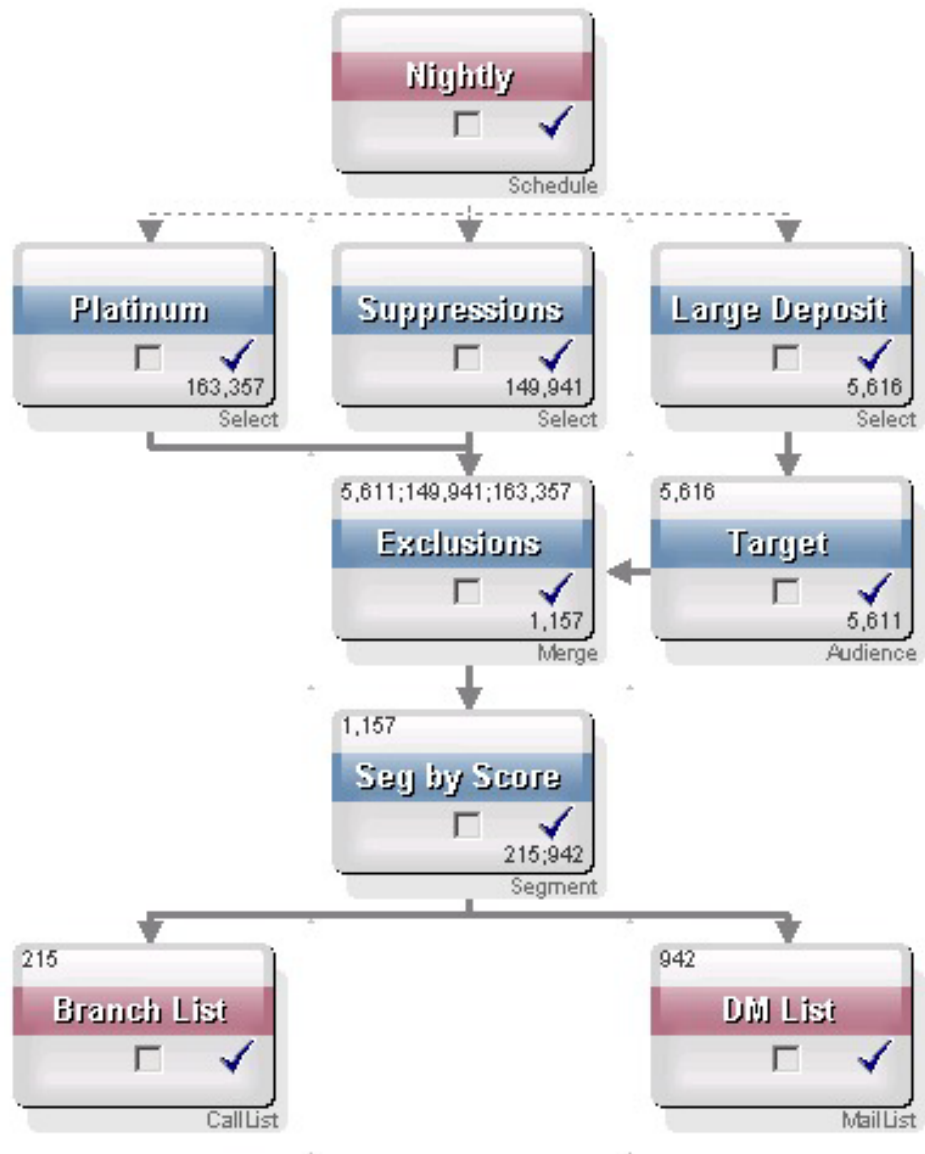 Nightly
Schedule
Platinum
163,357
Select
Suppressions
149,941
Select
Large Deposit
5,616
Select
5,611;149,941;163,357
Exclusions
1,157
Merge
5,616
Target
5,611
Audience
1,157
Seg by Score
215;942
Segment
215
Branch List
CallList
942
DM List
MailList